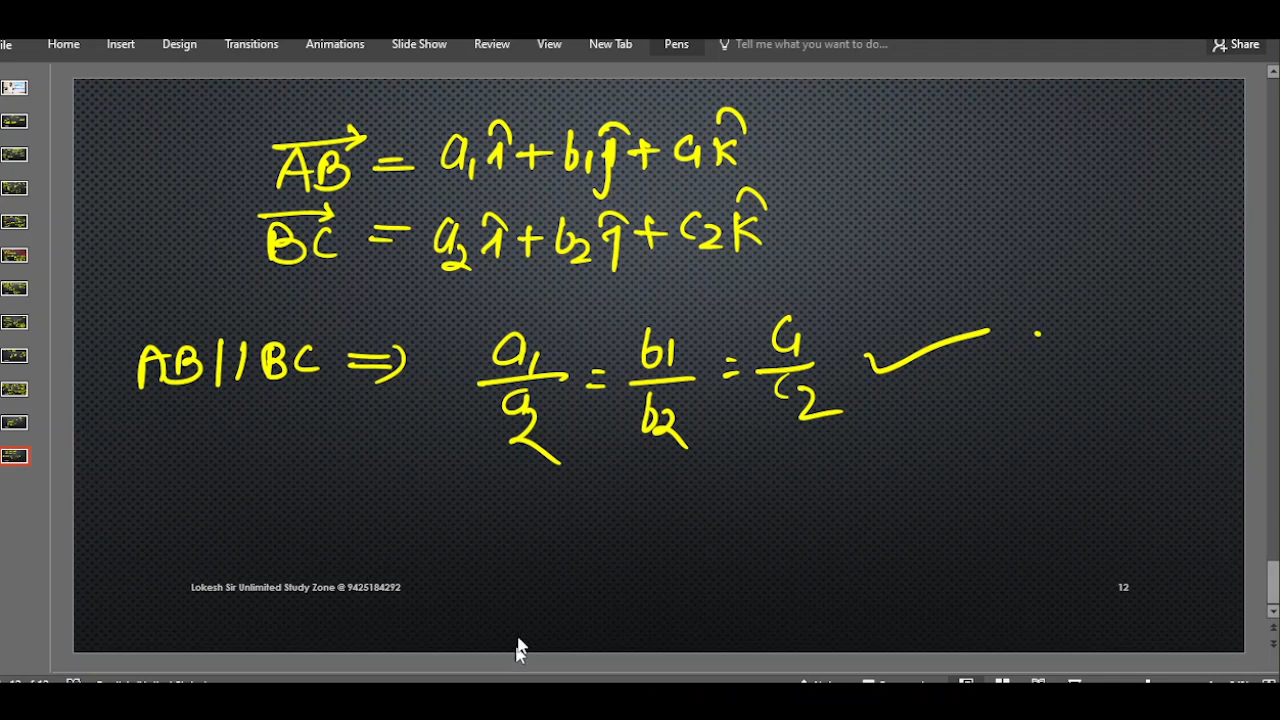 ile Home Insert Design Transitions Animations Slide Show Review View New Tab Pens Tell me what you want to do... Share
AB = a₁î + b₁ĵ + c₁k̂
BC = a₂î + b₂ĵ + c₂k̂
AB || BC ⇒ a₁/a₂ = b₁/b₂ = c₁/c₂ ✓
Lokesh Sir Unlimited Study Zone @ 9425184292 12